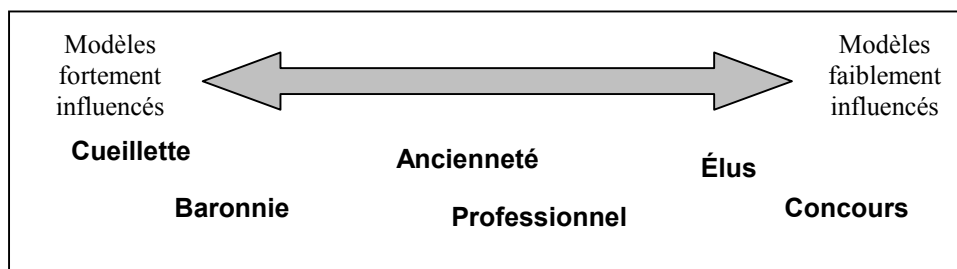 Modèles
fortement
influencés
Modèles
faiblement
influencés
Cueillette
Ancienneté
Élus
Baronnie
Professionnel
Concours